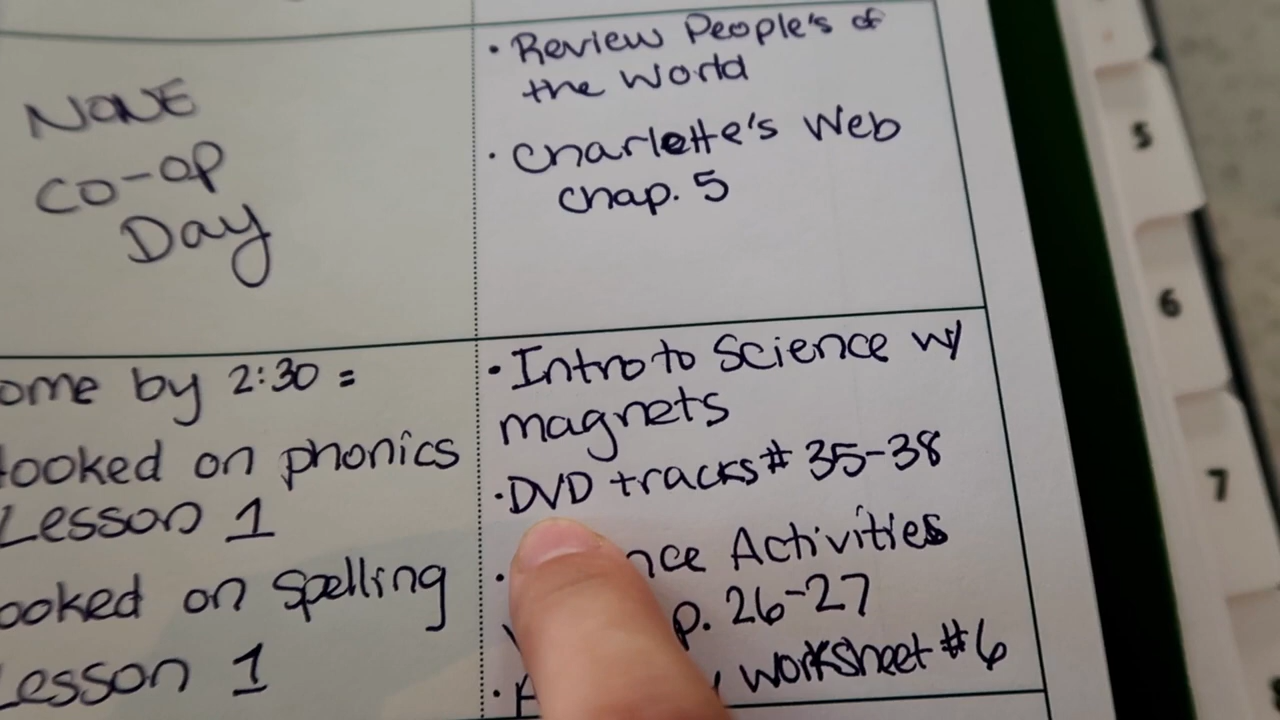 NONE
CO-OP
Day
• Review People's of
the World
• Charlette's Web
Chap. 5
ome by 2:30 =
ooked on phonics
Lesson 1
ooked on Spelling
Lesson 1
• Intro to Science w/
magnets
• DVD tracks # 35-38
• nce Activities
p. 26-27
• worksheet #6
5
6
7